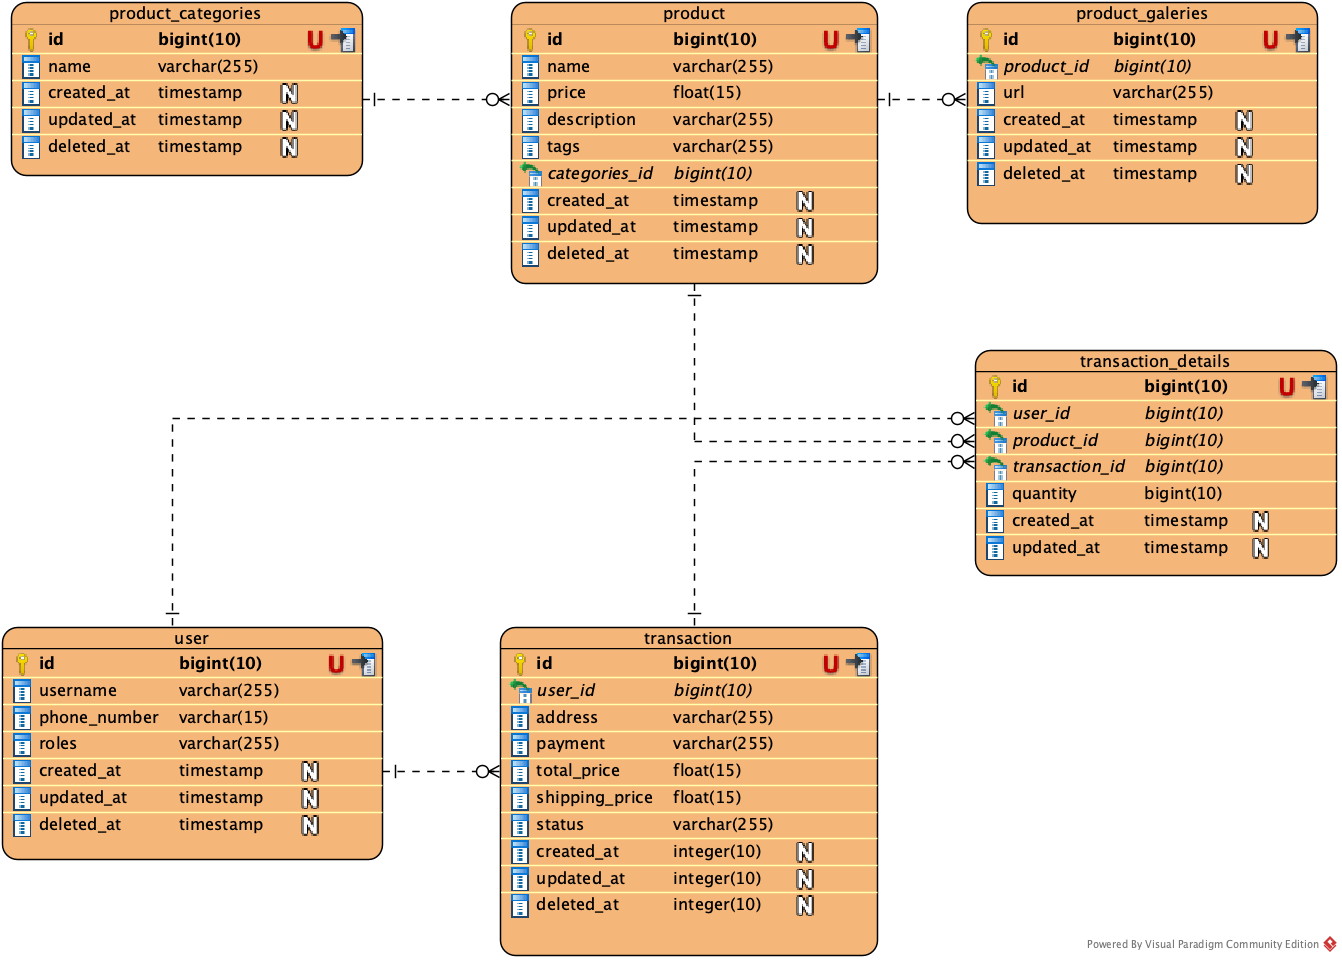 product_categories
id bigint(10) U
name varchar(255)
created_at timestamp N
updated_at timestamp N
deleted_at timestamp N
product
id bigint(10) U
name varchar(255)
price float(15)
description varchar(255)
tags varchar(255)
categories_id bigint(10)
created_at timestamp N
updated_at timestamp N
deleted_at timestamp N
product_galeries
id bigint(10) U
product_id bigint(10)
url varchar(255)
created_at timestamp N
updated_at timestamp N
deleted_at timestamp N
transaction_details
id bigint(10) U
user_id bigint(10)
product_id bigint(10)
transaction_id bigint(10)
quantity bigint(10)
created_at timestamp N
updated_at timestamp N
user
id bigint(10) U
username varchar(255)
phone_number varchar(15)
roles varchar(255)
created_at timestamp N
updated_at timestamp N
deleted_at timestamp N
transaction
id bigint(10) U
user_id bigint(10)
address varchar(255)
payment varchar(255)
total_price float(15)
shipping_price float(15)
status varchar(255)
created_at integer(10) N
updated_at integer(10) N
deleted_at integer(10) N
Powered By Visual Paradigm Community Edition